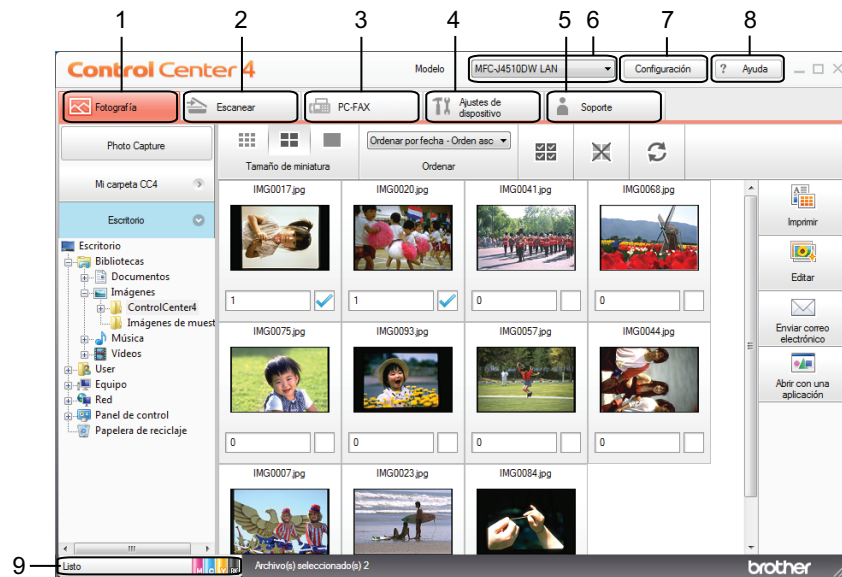 1 2 3 4 5 6 7 8
Control Center 4
Modelo
MFC-J4510DW LAN
Configuración
? Ayuda
Fotografía
Escanear
PC-FAX
Ajustes de
dispositivo
Soporte
Photo Capture
Mi carpeta CC4
Escritorio
Tamaño de miniatura
Ordenar por fecha - Orden asc
Ordenar
Escritorio
Bibliotecas
Documentos
Imágenes
ControlCenter4
Imágenes de muest
Música
Vídeos
User
Equipo
Red
Panel de control
Papelera de reciclaje
IMG0017.jpg IMG0020.jpg IMG0041.jpg IMG0068.jpg
1 1 0 0
IMG0075.jpg IMG0093.jpg IMG0057.jpg IMG0044.jpg
0 0 0 0
IMG0007.jpg IMG0023.jpg IMG0084.jpg
Imprimir
Editar
Enviar correo
electrónico
Abrir con una
aplicación
9
Listo
M C Y BK
Archivo(s) seleccionado(s) 2
brother